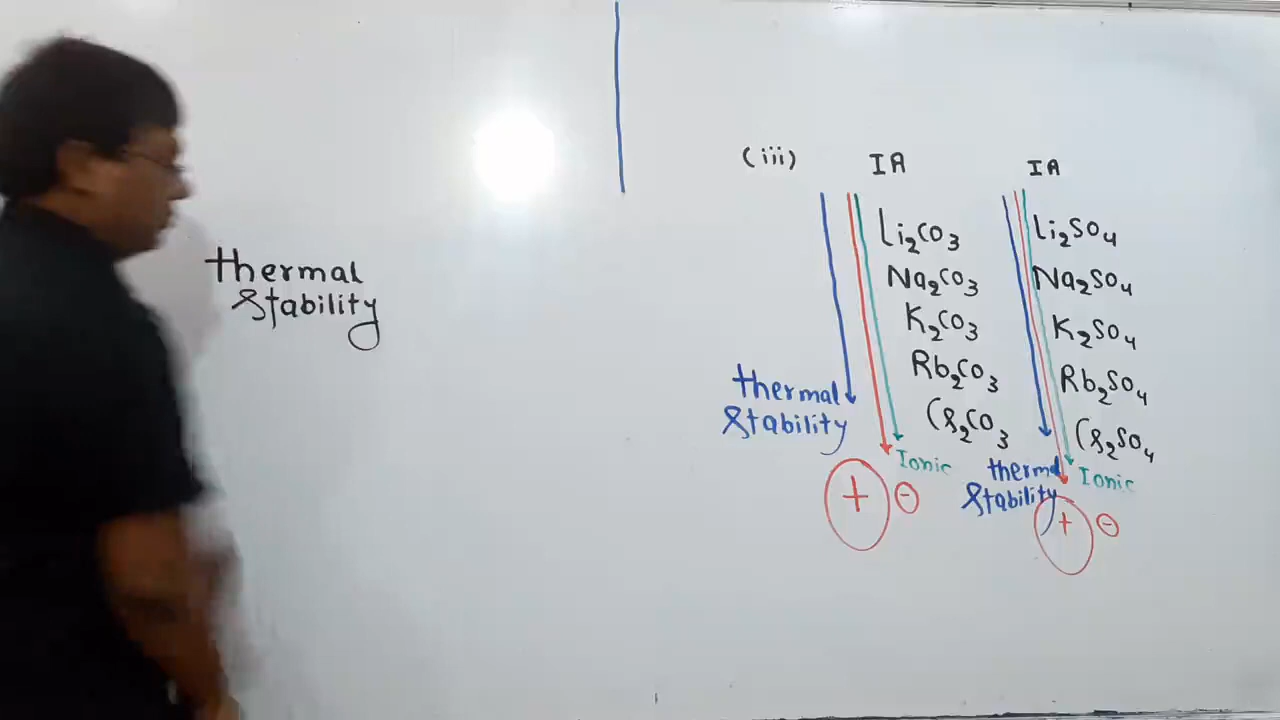 thermal
stability
(iii) IA IA
Li₂CO₃ Li₂SO₄
Na₂CO₃ Na₂SO₄
K₂CO₃ K₂SO₄
Rb₂CO₃ Rb₂SO₄
Cs₂CO₃ Cs₂SO₄
thermal
stability
Ionic
+ -
thermal
stability
Ionic
+ -